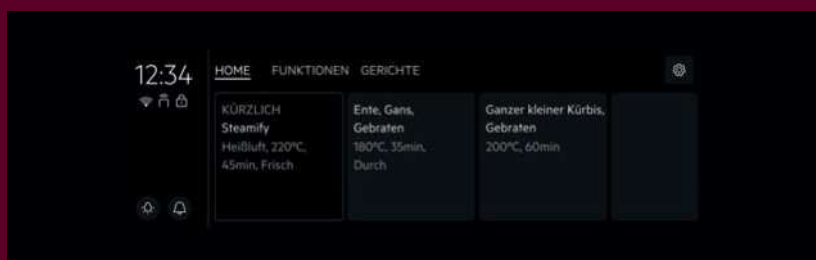 12:34
HOME FUNKTIONEN GERICHTE
KÜRZLICH
Steamify
Heißluft, 220°C,
45min, Frisch
Ente, Gans,
Gebraten
180°C, 35min,
Durch
Ganzer kleiner Kürbis,
Gebraten
200°C, 60min